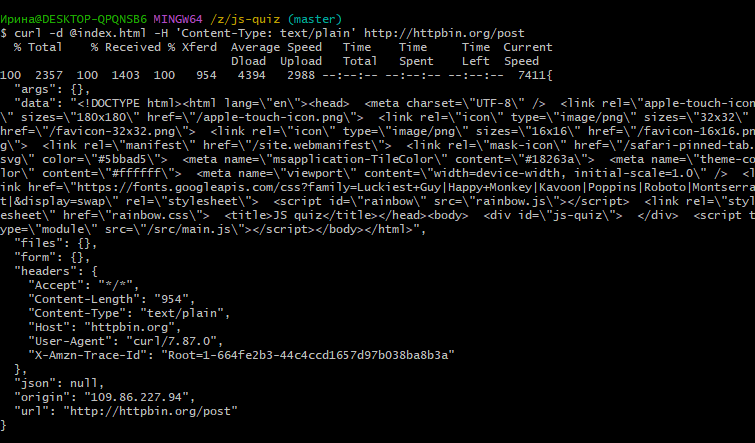 Ирина@DESKTOP-QPQNSB6 MINGW64 /z/js-quiz (master)
$ curl -d @index.html -H 'Content-Type: text/plain' http://httpbin.org/post
  % Total    % Received % Xferd  Average Speed   Time    Time     Time  Current
                                 Dload  Upload   Total   Spent    Left  Speed
100  2357  100  1403  100   954   4394   2988 --:--:-- --:--:-- --:--:--  7411{
  "args": {},
  "data": "<!DOCTYPE html><html lang=\"en\"><head>  <meta charset=\"UTF-8\" />  <link rel=\"apple-touch-icon
\" sizes=\"180x180\" href=\"/apple-touch-icon.png\">  <link rel=\"icon\" type=\"image/png\" sizes=\"32x32\"
href=\"/favicon-32x32.png\">  <link rel=\"icon\" type=\"image/png\" sizes=\"16x16\" href=\"/favicon-16x16.pn
g\">  <link rel=\"manifest\" href=\"/site.webmanifest\">  <link rel=\"mask-icon\" href=\"/safari-pinned-tab.
svg\" color=\"#5bbad5\">  <meta name=\"msapplication-TileColor\" content=\"#18263a\">  <meta name=\"theme-co
lor\" content=\"#ffffff\">  <meta name=\"viewport\" content=\"width=device-width, initial-scale=1.0\" />  <l
ink href=\"https://fonts.googleapis.com/css?family=Luckiest+Guy|Happy+Monkey|Kavoon|Poppins|Roboto|Montserra
t|&display=swap\" rel=\"stylesheet\">  <script id=\"rainbow\" src=\"rainbow.js\"></script>  <link rel=\"styl
esheet\" href=\"rainbow.css\">  <title>JS quiz</title></head><body>  <div id=\"js-quiz\">  </div>  <script t
ype=\"module\" src=\"/src/main.js\"></script></body></html>",
  "files": {},
  "form": {},
  "headers": {
    "Accept": "*/*",
    "Content-Length": "954",
    "Content-Type": "text/plain",
    "Host": "httpbin.org",
    "User-Agent": "curl/7.87.0",
    "X-Amzn-Trace-Id": "Root=1-664fe2b3-44c4ccd1657d97b038ba8b3a"
  },
  "json": null,
  "origin": "109.86.227.94",
  "url": "http://httpbin.org/post"
}